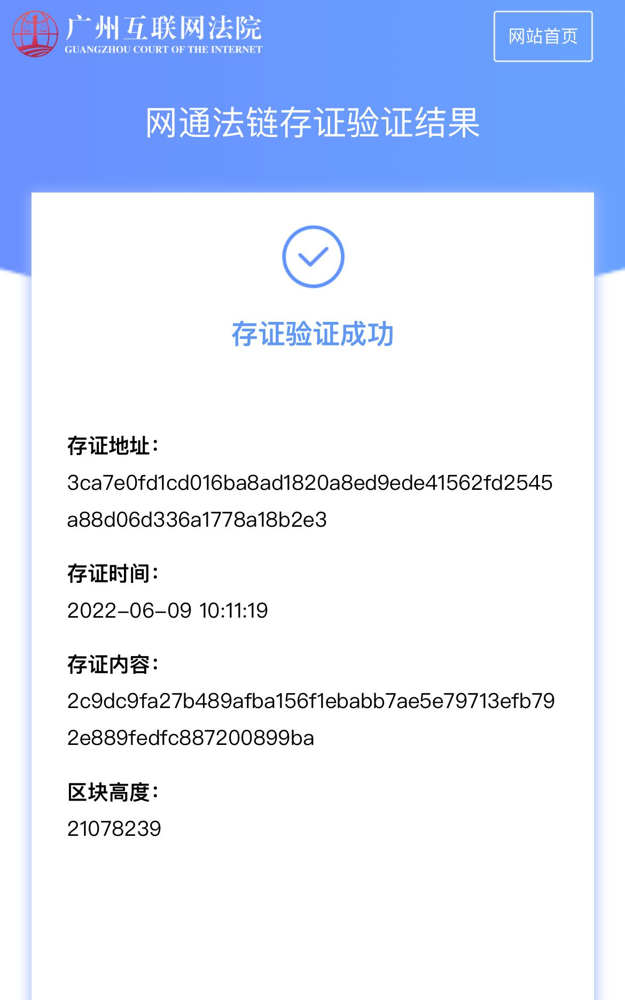 广州互联网法院
GUANGZHOU COURT OF THE INTERNET
网站首页
网通法链存证验证结果
存证验证成功
存证地址：
3ca7e0fd1cd016ba8ad1820a8ed9ede41562fd2545
a88d06d336a1778a18b2e3
存证时间：
2022-06-09 10:11:19
存证内容：
2c9dc9fa27b489afba156f1ebabb7ae5e79713efb79
2e889fedfc887200899ba
区块高度：
21078239